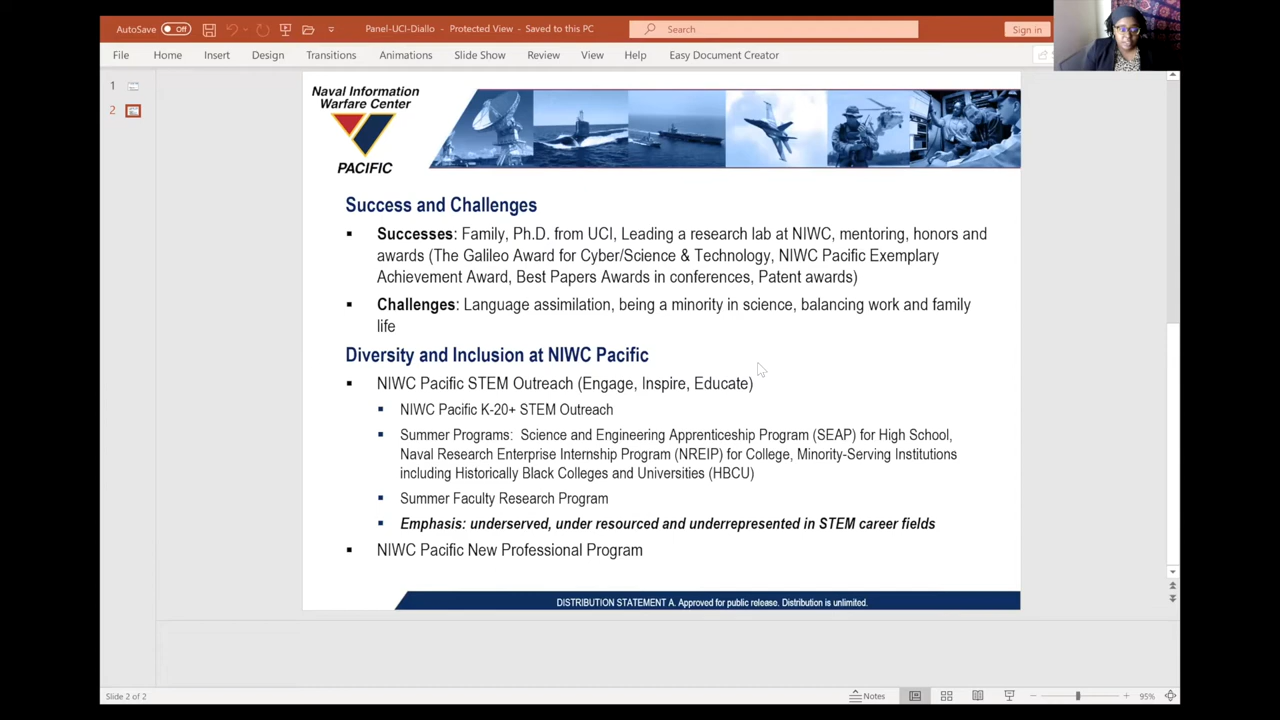 AutoSave Off
Panel-UCI-Diallo - Protected View - Saved to this PC
Search
Sign in
File Home Insert Design Transitions Animations Slide Show Review View Help Easy Document Creator
1
2
Naval Information
Warfare Center
PACIFIC
Success and Challenges
▪ Successes: Family, Ph.D. from UCI, Leading a research lab at NIWC, mentoring, honors and
awards (The Galileo Award for Cyber/Science & Technology, NIWC Pacific Exemplary
Achievement Award, Best Papers Awards in conferences, Patent awards)
▪ Challenges: Language assimilation, being a minority in science, balancing work and family
life
Diversity and Inclusion at NIWC Pacific
▪ NIWC Pacific STEM Outreach (Engage, Inspire, Educate)
▪ NIWC Pacific K-20+ STEM Outreach
▪ Summer Programs: Science and Engineering Apprenticeship Program (SEAP) for High School,
Naval Research Enterprise Internship Program (NREIP) for College, Minority-Serving Institutions
including Historically Black Colleges and Universities (HBCU)
▪ Summer Faculty Research Program
▪ Emphasis: underserved, under resourced and underrepresented in STEM career fields
▪ NIWC Pacific New Professional Program
DISTRIBUTION STATEMENT A. Approved for public release. Distribution is unlimited.
Slide 2 of 2
Notes
95%